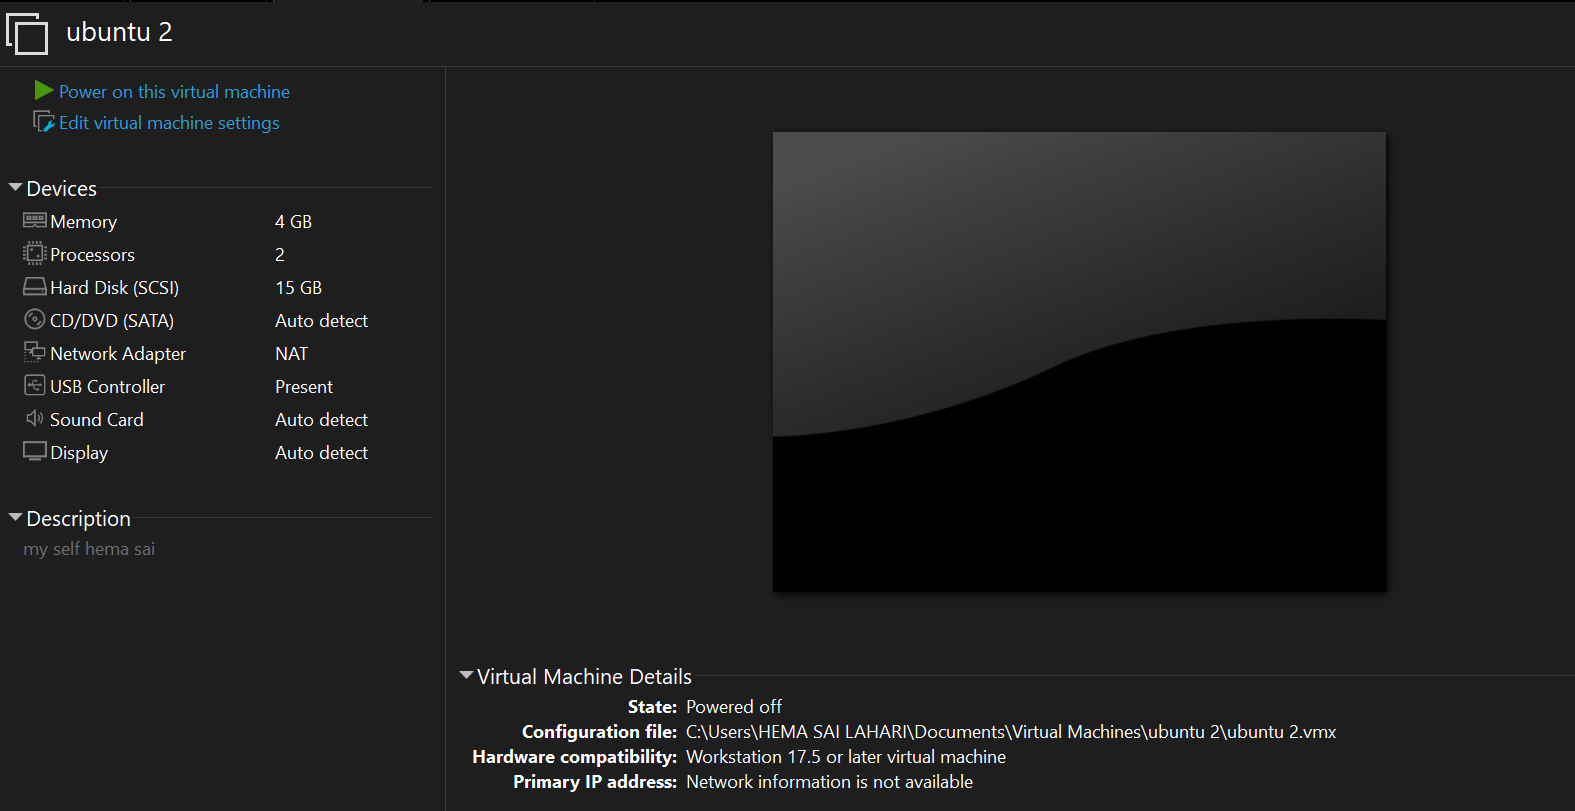 ubuntu 2
Power on this virtual machine
Edit virtual machine settings
Devices
Memory 4 GB
Processors 2
Hard Disk (SCSI) 15 GB
CD/DVD (SATA) Auto detect
Network Adapter NAT
USB Controller Present
Sound Card Auto detect
Display Auto detect
Description
my self hema sai
Virtual Machine Details
State: Powered off
Configuration file: C:\Users\HEMA SAI LAHARI\Documents\Virtual Machines\ubuntu 2\ubuntu 2.vmx
Hardware compatibility: Workstation 17.5 or later virtual machine
Primary IP address: Network information is not available